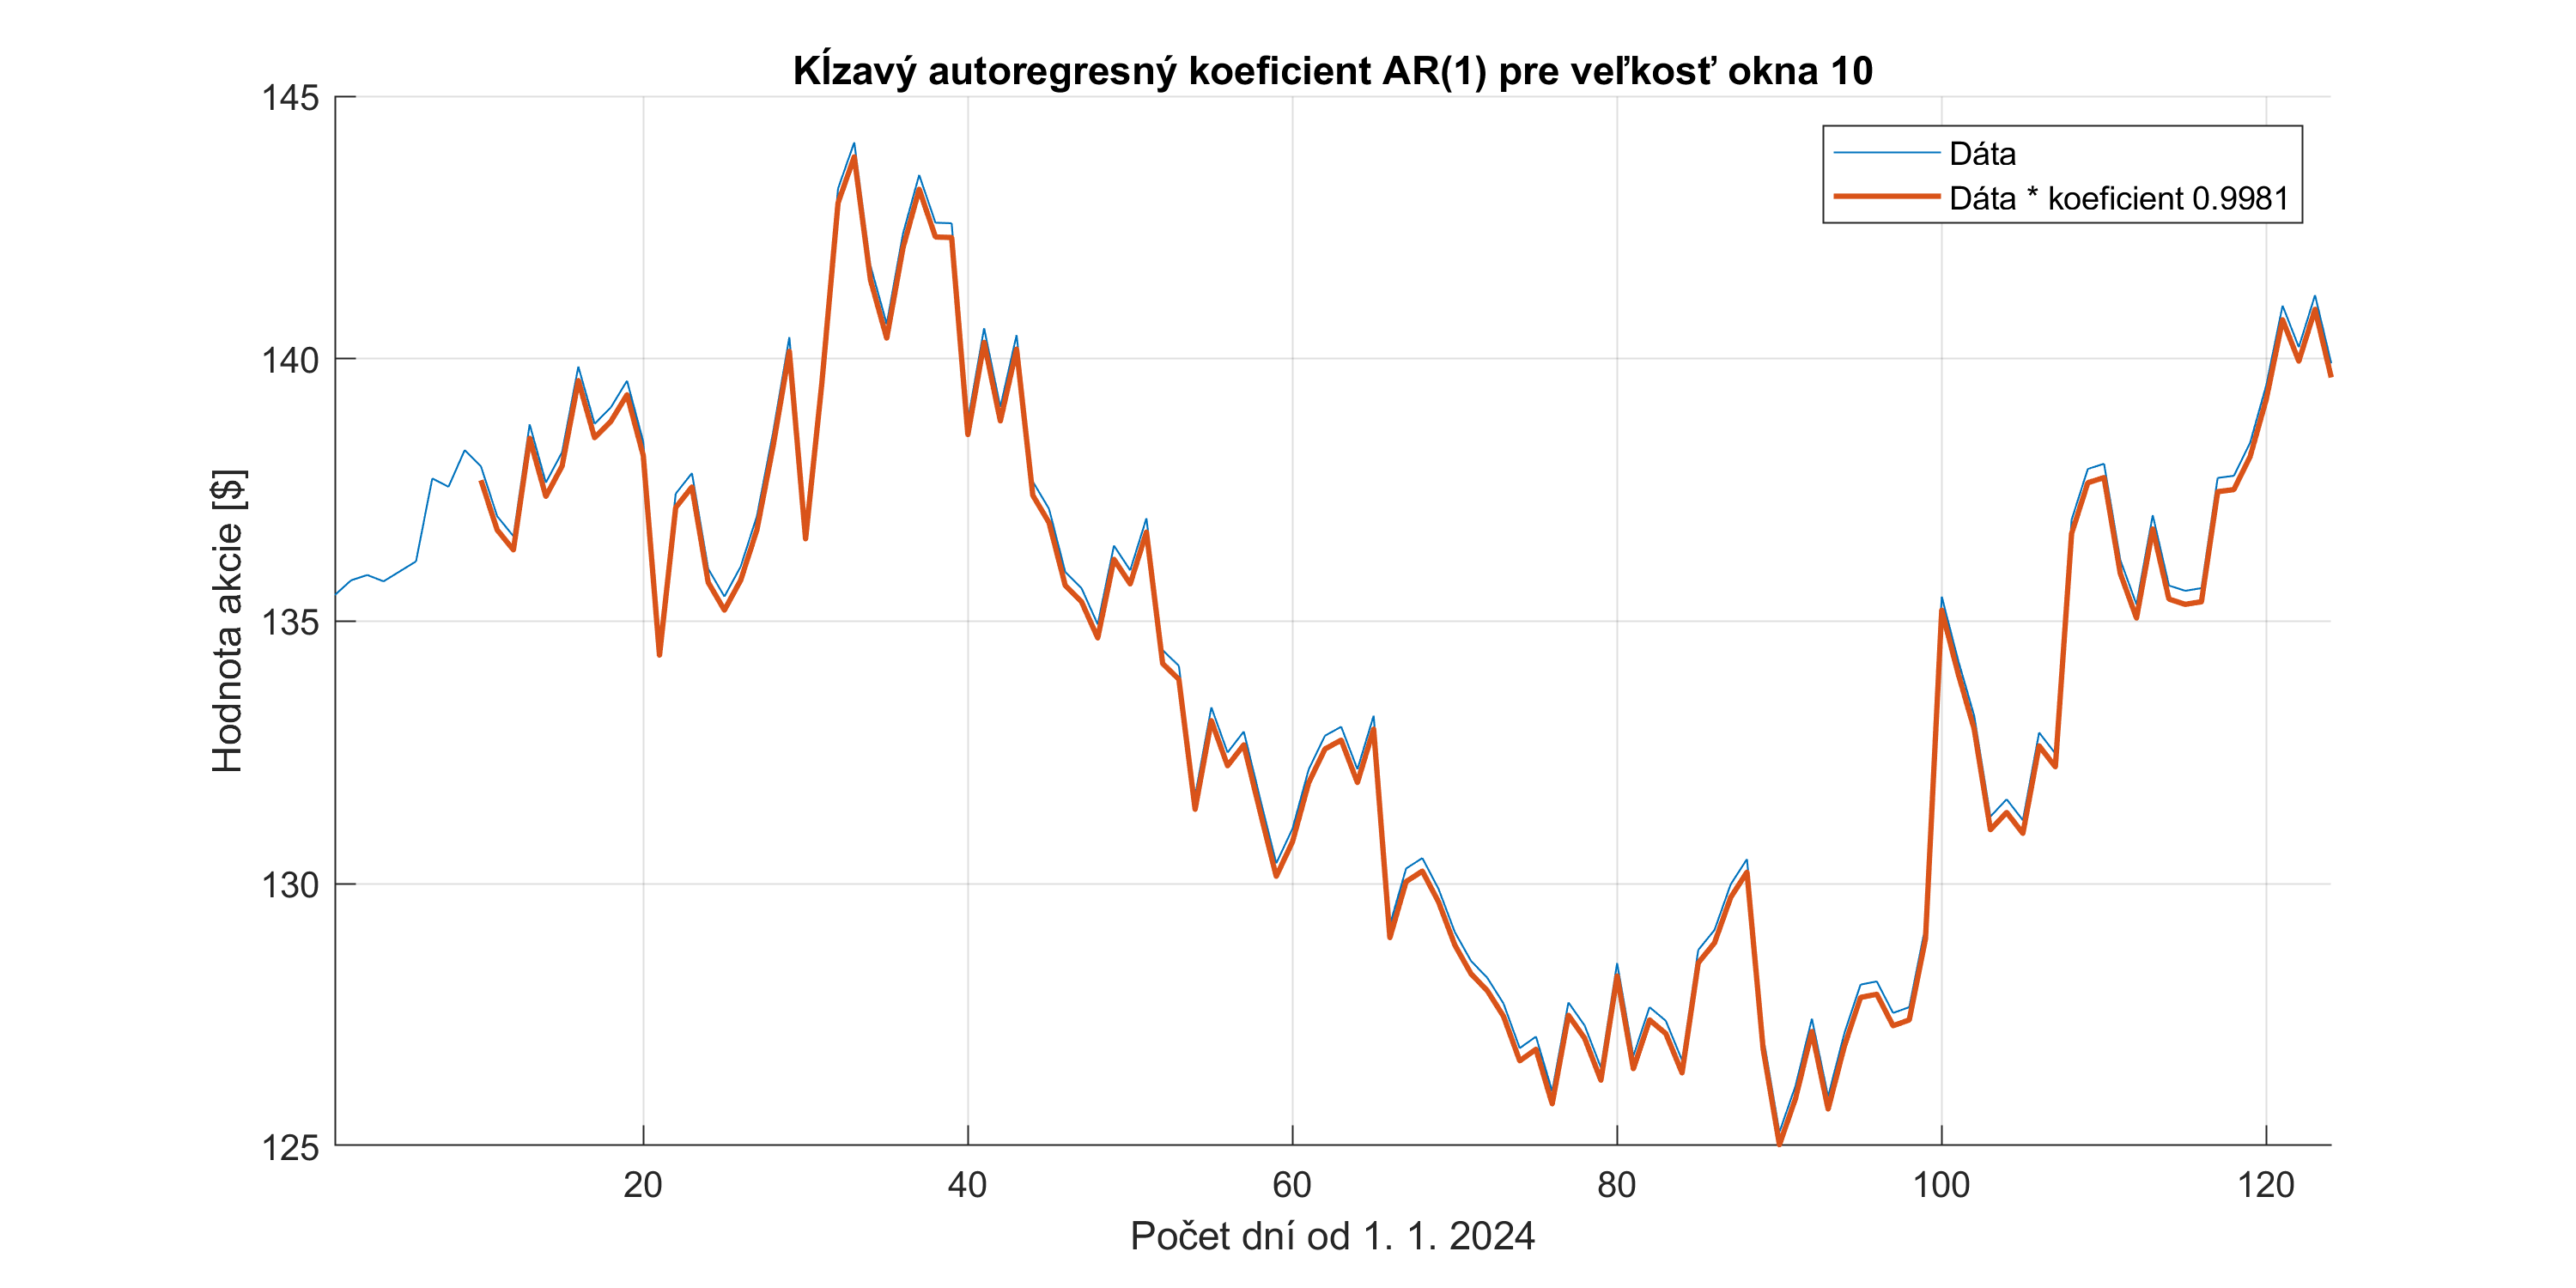 Kĺzavý autoregresný koeficient AR(1) pre veľkosť okna 10
145
140
135
130
125
Hodnota akcie [$]
Dáta
Dáta * koeficient 0.9981
20 40 60 80 100 120
Počet dní od 1. 1. 2024